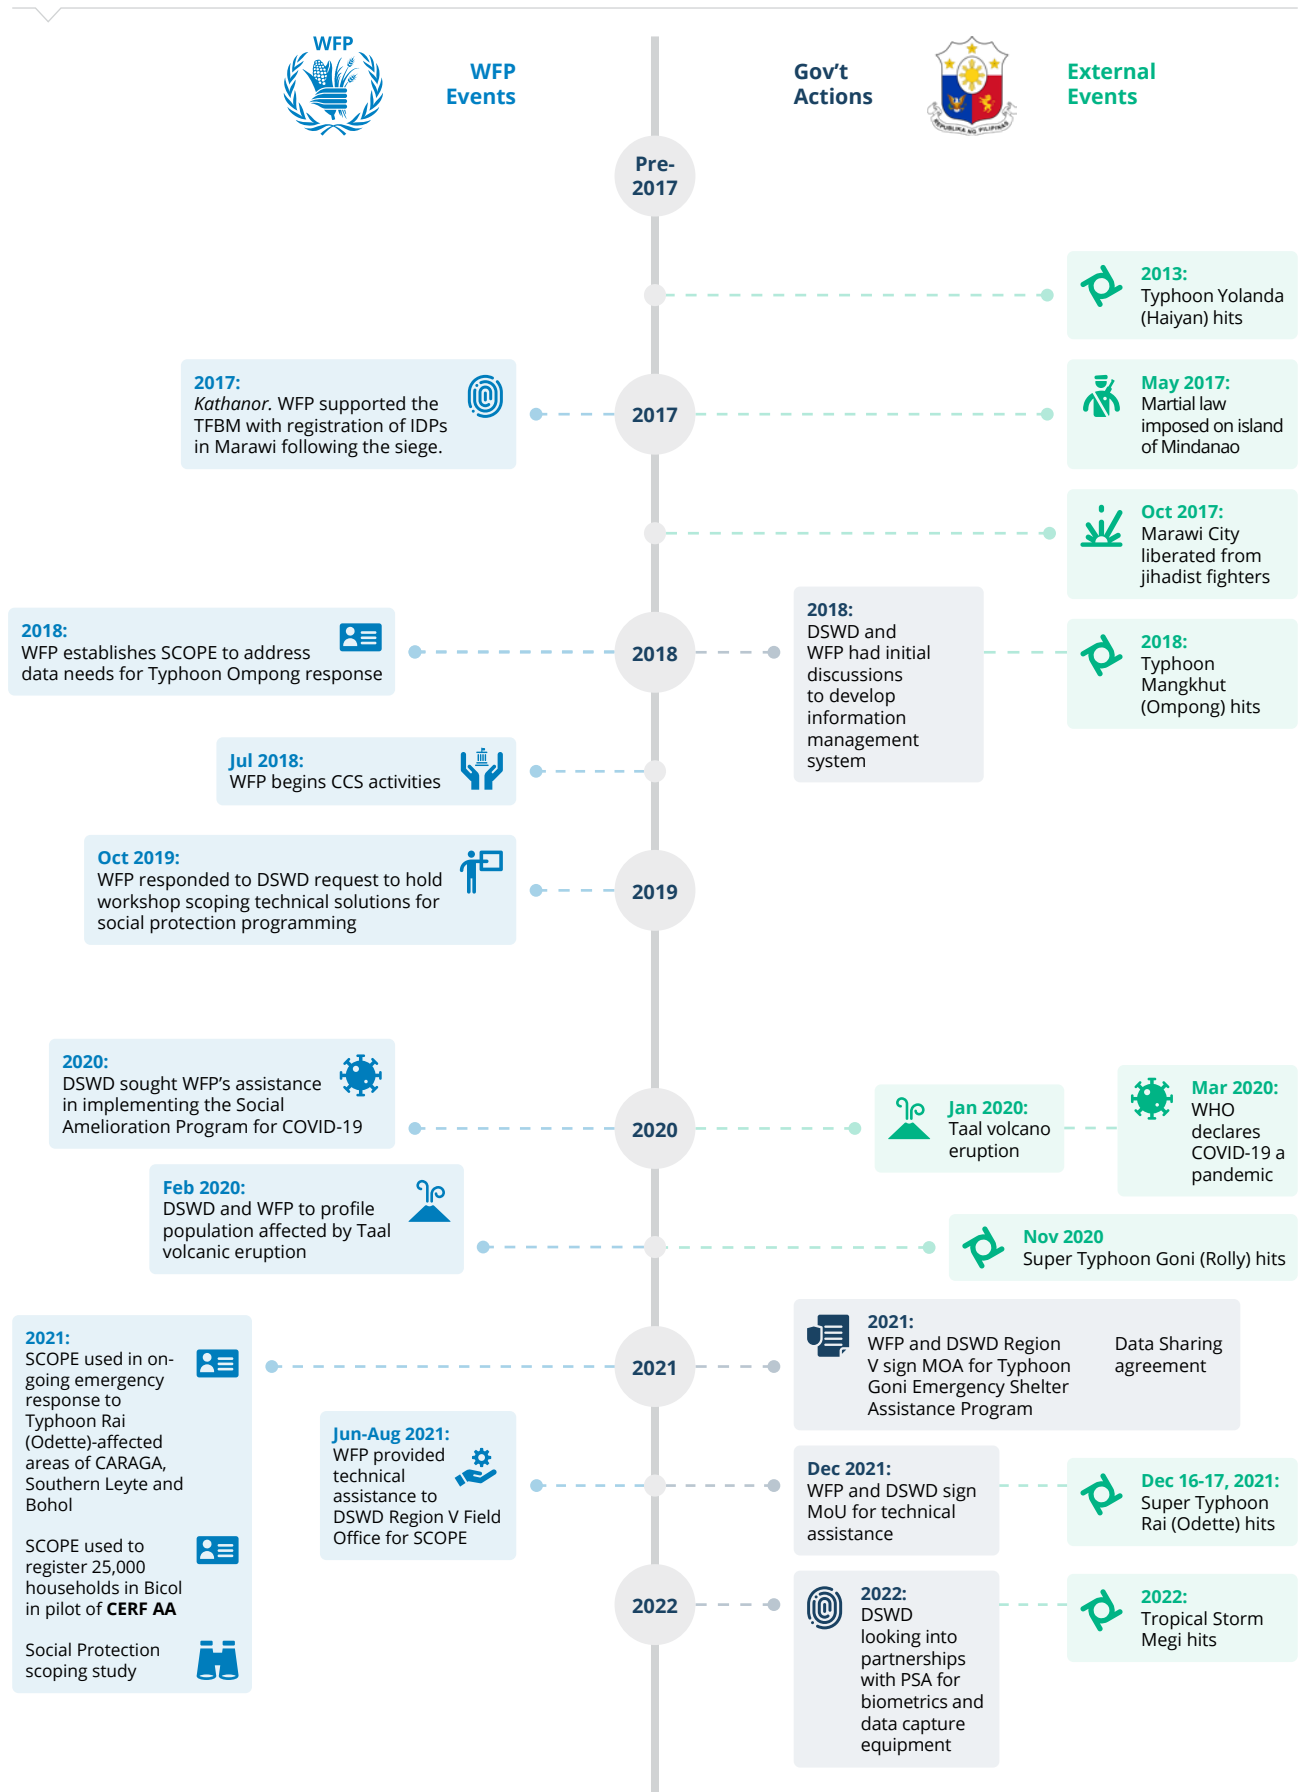 WFP
WFP
Events
Gov't
Actions
REPUBLIKA NG PILIPINAS
External
Events
Pre-
2017
2013:
Typhoon Yolanda
(Haiyan) hits
2017:
Kathanor. WFP supported the
TFBM with registration of IDPs
in Marawi following the siege.
2017
May 2017:
Martial law
imposed on island
of Mindanao
Oct 2017:
Marawi City
liberated from
jihadist fighters
2018:
WFP establishes SCOPE to address
data needs for Typhoon Ompong response
2018
2018:
DSWD and
WFP had initial
discussions
to develop
information
management
system
2018:
Typhoon
Mangkhut
(Ompong) hits
Jul 2018:
WFP begins CCS activities
Oct 2019:
WFP responded to DSWD request to hold
workshop scoping technical solutions for
social protection programming
2019
2020:
DSWD sought WFP's assistance
in implementing the Social
Amelioration Program for COVID-19
2020
Jan 2020:
Taal volcano
eruption
Mar 2020:
WHO
declares
COVID-19 a
pandemic
Feb 2020:
DSWD and WFP to profile
population affected by Taal
volcanic eruption
Nov 2020
Super Typhoon Goni (Rolly) hits
2021:
SCOPE used in on-
going emergency
response to
Typhoon Rai
(Odette)-affected
areas of CARAGA,
Southern Leyte and
Bohol
SCOPE used to
register 25,000
households in Bicol
in pilot of CERF AA
Social Protection
scoping study
2021
2021:
WFP and DSWD Region
V sign MOA for Typhoon
Goni Emergency Shelter
Assistance Program
Data Sharing
agreement
Jun-Aug 2021:
WFP provided
technical
assistance to
DSWD Region V Field
Office for SCOPE
Dec 2021:
WFP and DSWD sign
MoU for technical
assistance
Dec 16-17, 2021:
Super Typhoon
Rai (Odette) hits
2022
2022:
DSWD
looking into
partnerships
with PSA for
biometrics and
data capture
equipment
2022:
Tropical Storm
Megi hits